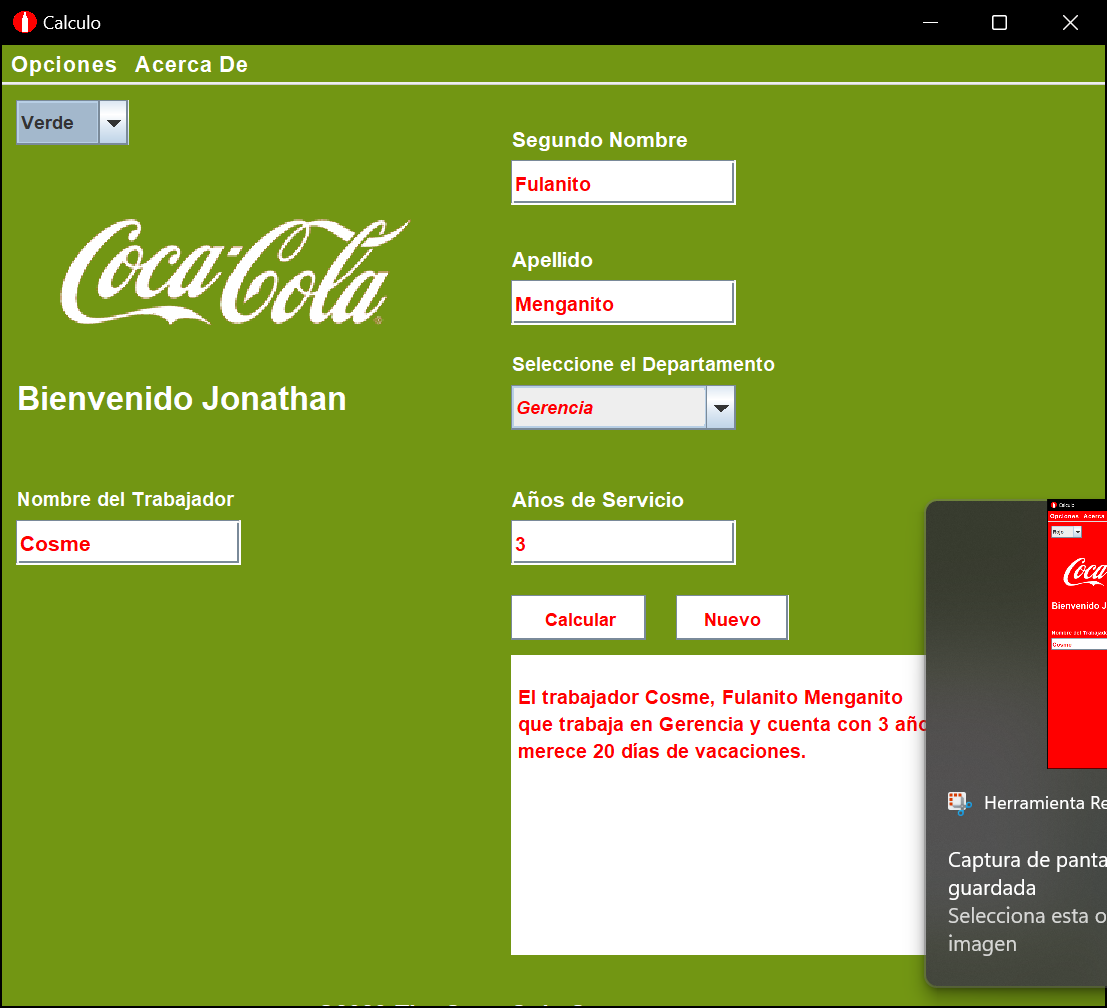 Calculo
Opciones Acerca De
Verde
Coca-Cola
Bienvenido Jonathan
Nombre del Trabajador
Cosme
Segundo Nombre
Fulanito
Apellido
Menganito
Seleccione el Departamento
Gerencia
Años de Servicio
3
Calcular Nuevo
El trabajador Cosme, Fulanito Menganito
que trabaja en Gerencia y cuenta con 3
merece 20 días de vacaciones.
Calculo
Opciones Acerca
Rojo
Coca
Bienvenido J
Nombre del
Cosme
Herramienta Re
Captura de panta
guardada
Selecciona esta o
imagen